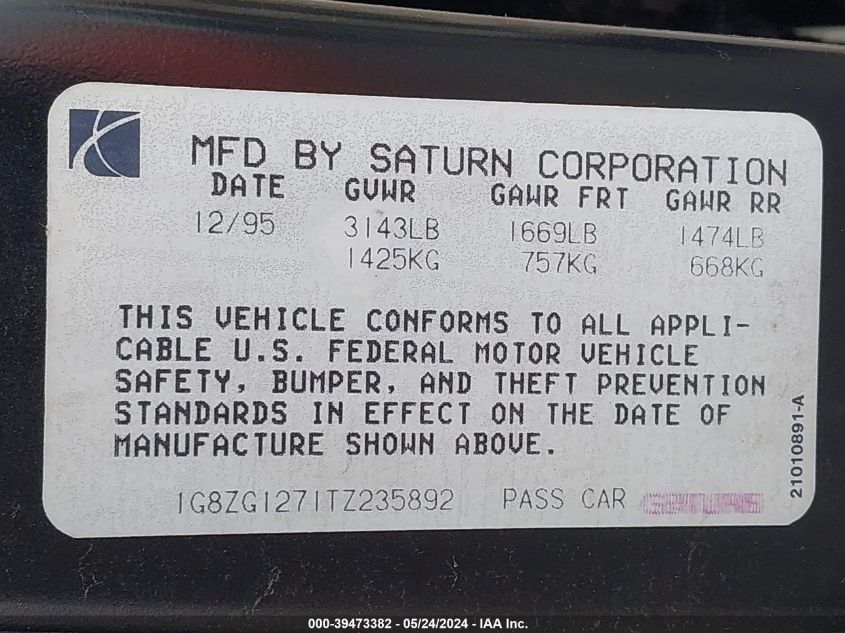 MFD BY SATURN CORPORATION
DATE GVWR GAWR FRT GAWR RR
12/95 3143LB 1669LB 1474LB
1425KG 757KG 668KG
THIS VEHICLE CONFORMS TO ALL APPLI-
CABLE U.S. FEDERAL MOTOR VEHICLE
SAFETY, BUMPER, AND THEFT PREVENTION
STANDARDS IN EFFECT ON THE DATE OF
MANUFACTURE SHOWN ABOVE.
1G8ZG1271TZ235892 PASS CAR
21010891-A
000-39473382 - 05/24/2024 - IAA Inc.